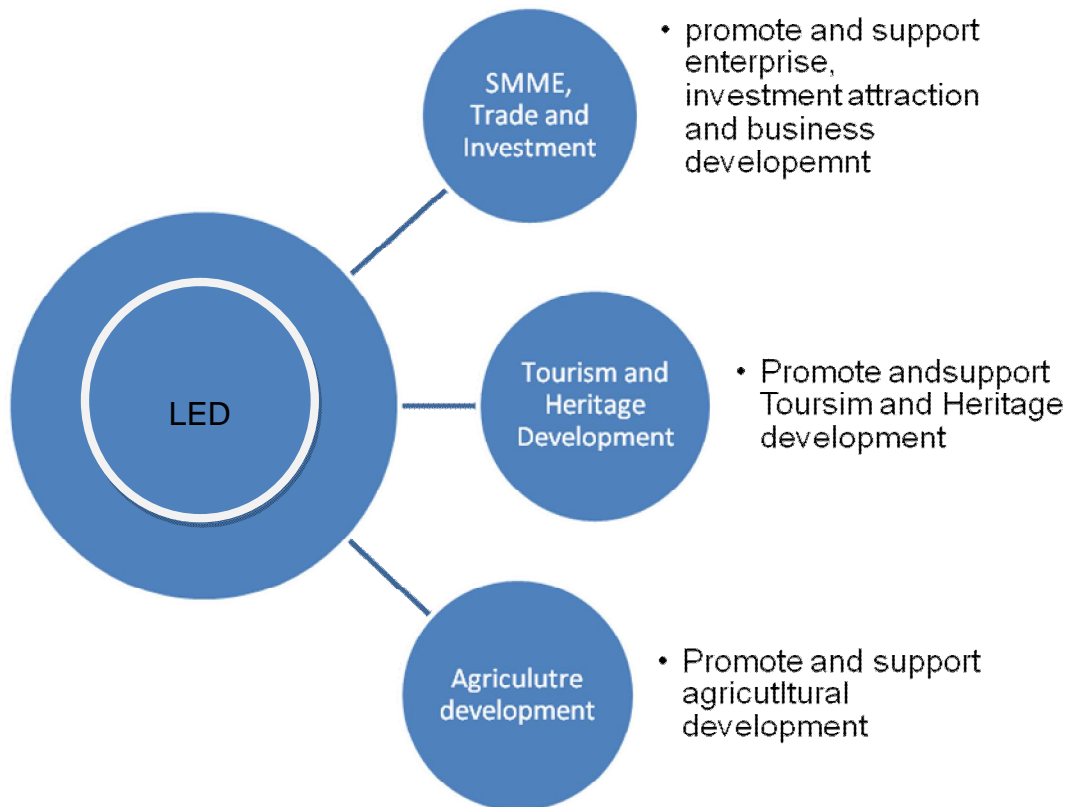 SMME,
Trade and
Investment
• promote and support
enterprise,
investment attraction
and business
developemnt
LED
Tourism and
Heritage
Development
• Promote andsupport
Toursim and Heritage
development
Agriculutre
development
• Promote and support
agricutltural
development